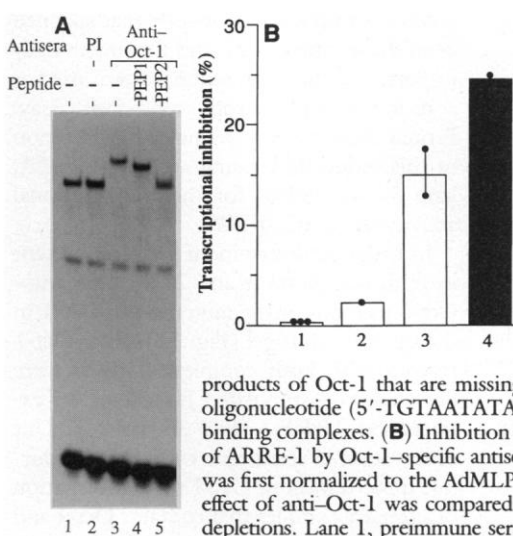 A
Anti–
Antisera - PI Oct-1
Peptide - - - PEP1 PEP2
1 2 3 4 5
B
Transcriptional inhibition (%)
30
15
0
1 2 3 4
products of Oct-1 that are missing
oligonucleotide (5'-TGTAATATA
binding complexes. (B) Inhibition
of ARRE-1 by Oct-1–specific antise
was first normalized to the AdMLP
effect of anti–Oct-1 was compared
depletions. Lane 1, preimmune ser